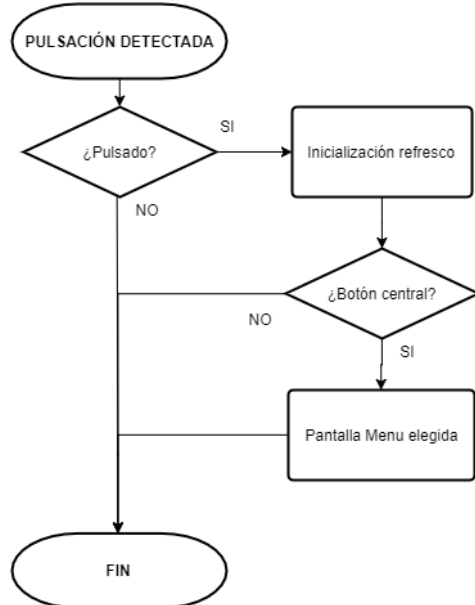 PULSACIÓN DETECTADA
SI
¿Pulsado?
Inicialización refresco
NO
¿Botón central?
NO
SI
Pantalla Menu elegida
FIN